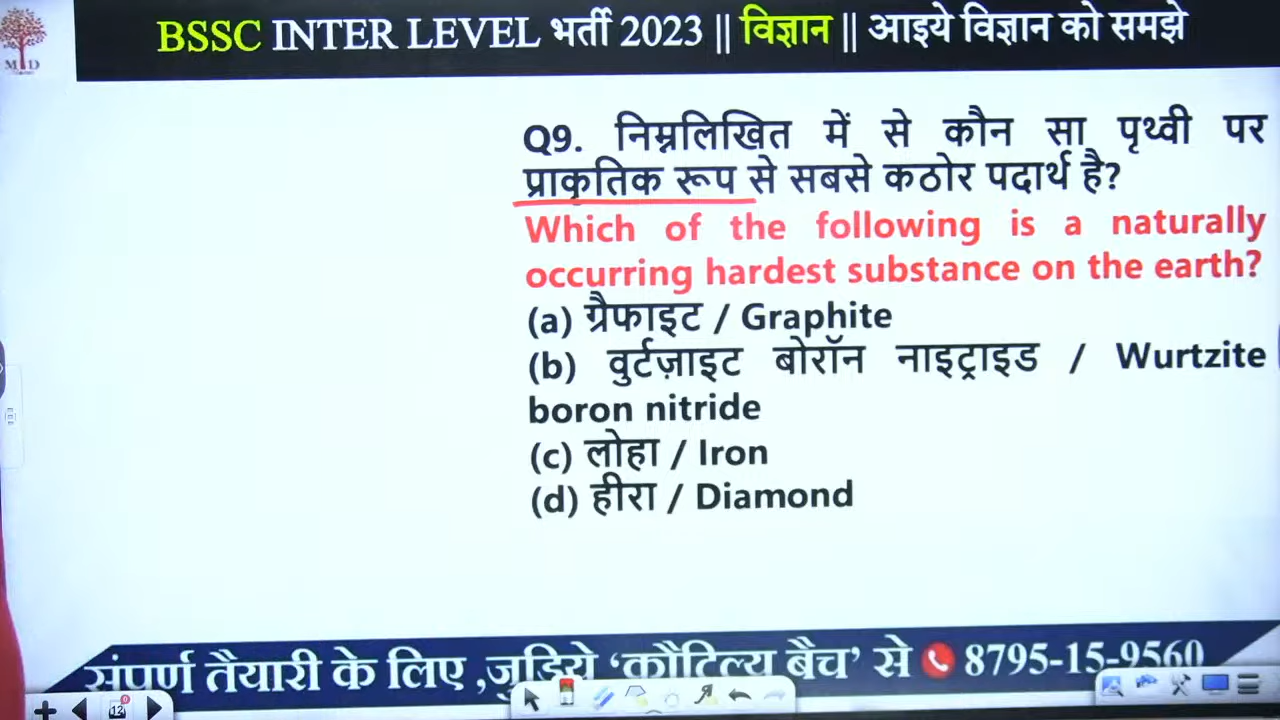 BSSC INTER LEVEL भर्ती 2023 || विज्ञान || आइये विज्ञान को समझे
Q9. निम्नलिखित में से कौन सा पृथ्वी पर
प्राकृतिक रूप से सबसे कठोर पदार्थ है?
Which of the following is a naturally
occurring hardest substance on the earth?
(a) ग्रैफाइट / Graphite
(b) वुर्टज़ाइट बोरॉन नाइट्राइड / Wurtzite
boron nitride
(c) लोहा / Iron
(d) हीरा / Diamond
संपूर्ण तैयारी के लिए ,जुड़िये ‘कौटिल्य बैच’ से 8795-15-9560
12